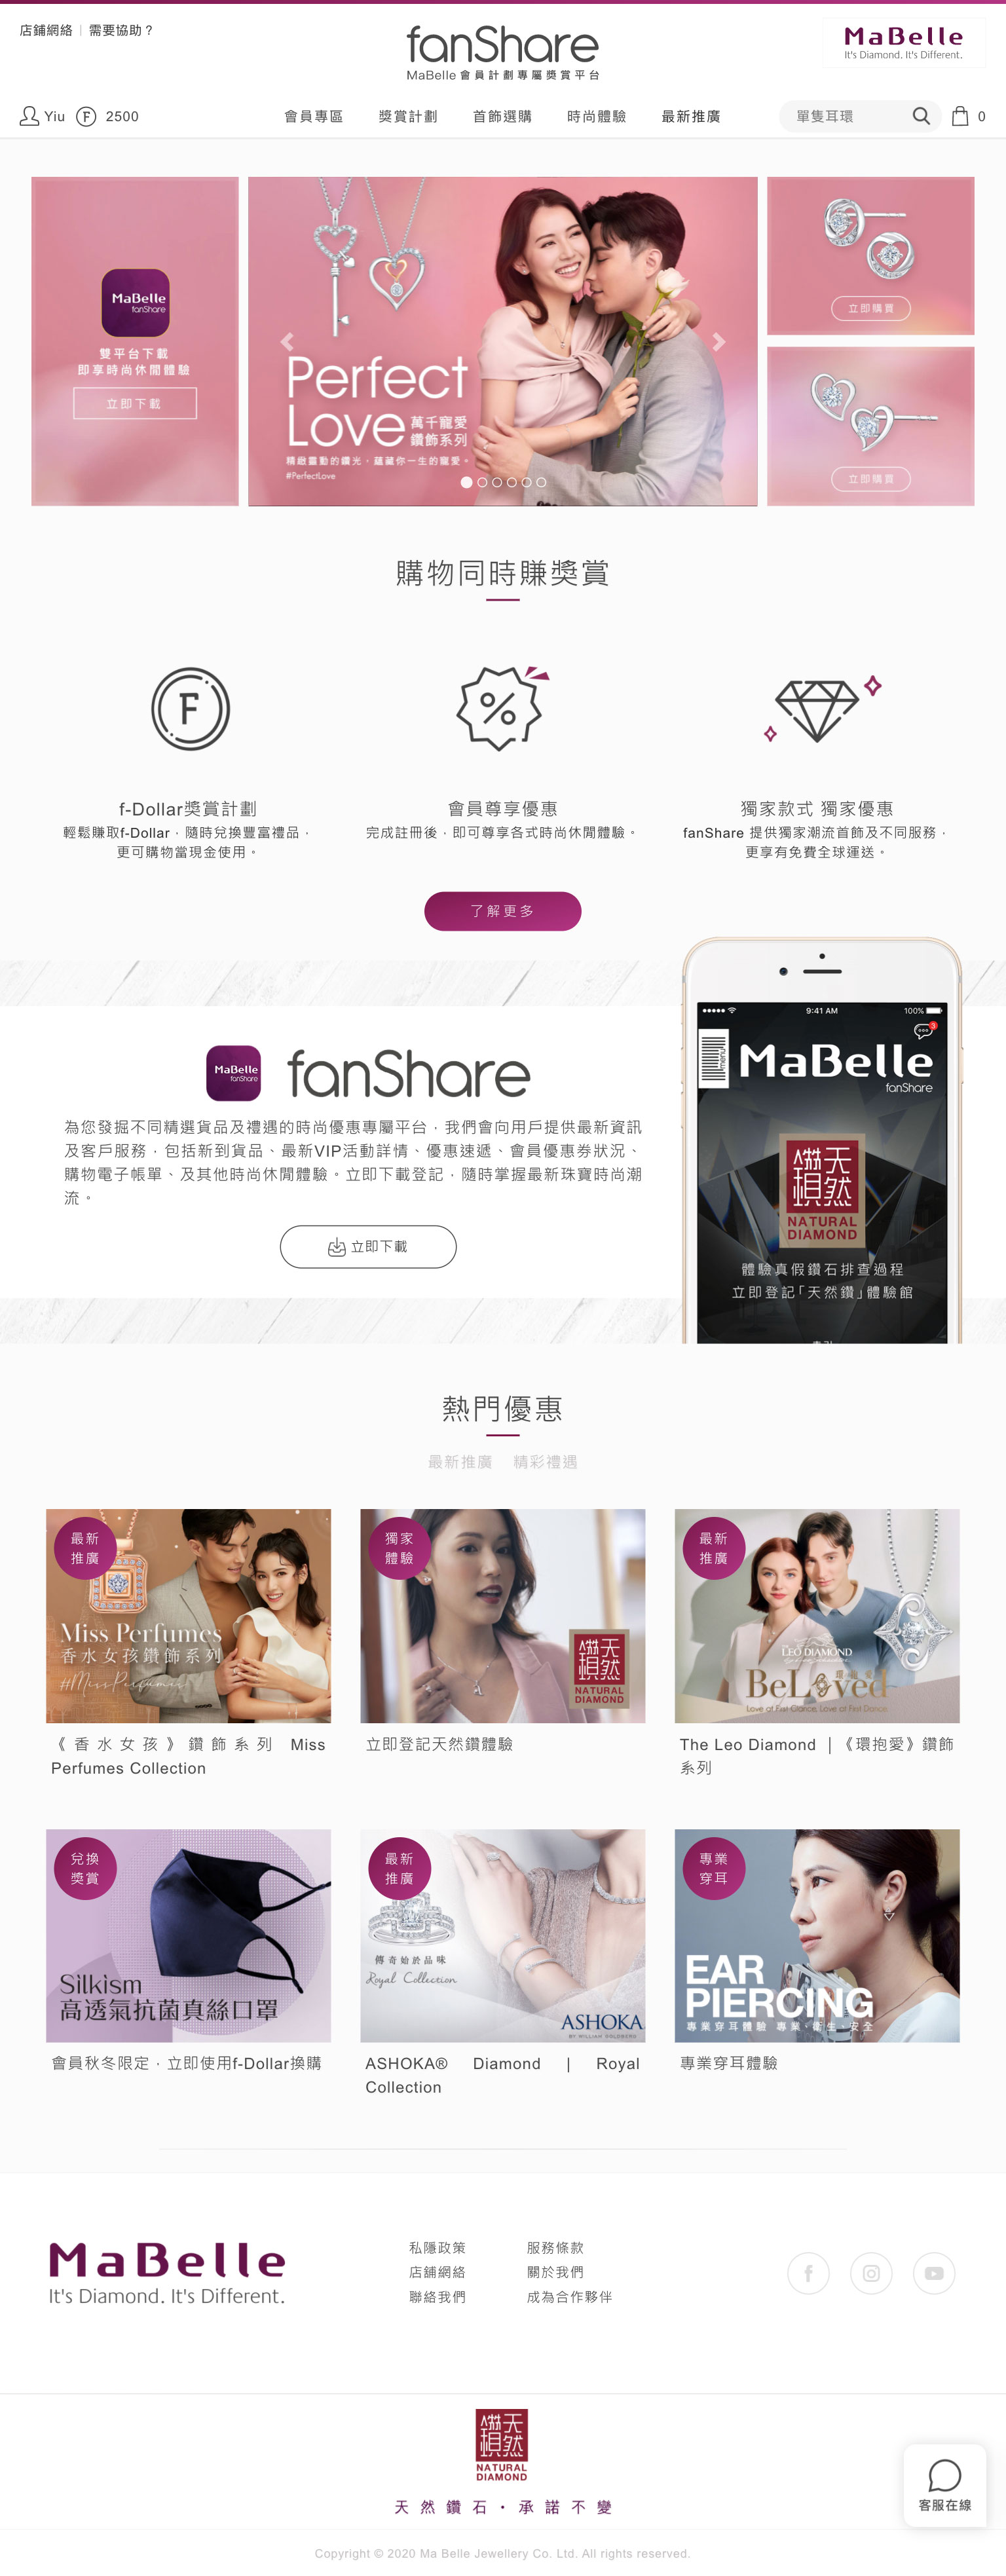 店鋪網絡 | 需要協助？
fanShare
MaBelle 會員計劃專屬獎賞平台
MaBelle
It's Diamond. It's Different.
Yiu F 2500
會員專區 獎賞計劃 首飾選購 時尚體驗 最新推廣
單隻耳環
0
MaBelle
fanShare
雙平台下載
即享時尚休閒體驗
立即下載
Perfect
Love 萬千寵愛
鑽飾系列
精緻靈動的鑽光，蘊藏你一生的寵愛。
#PerfectLove
立即購買
立即購買
購物同時賺獎賞
F
%
f-Dollar獎賞計劃
輕鬆賺取f-Dollar，隨時兌換豐富禮品，
更可購物當現金使用。
會員尊享優惠
完成註冊後，即可尊享各式時尚休閒體驗。
獨家款式 獨家優惠
fanShare 提供獨家潮流首飾及不同服務，
更享有免費全球運送。
了解更多
MaBelle
fanShare
fanShare
為您發掘不同精選貨品及禮遇的時尚優惠專屬平台，我們會向用戶提供最新資訊
及客戶服務，包括新到貨品、最新VIP活動詳情、優惠速遞、會員優惠券狀況、
購物電子帳單、及其他時尚休閒體驗。立即下載登記，隨時掌握最新珠寶時尚潮
流。
立即下載
9:41 AM 100%
3
menu
MaBelle
fanShare
天然鑽
NATURAL
DIAMOND
體驗真假鑽石排查過程
立即登記「天然鑽」體驗館
熱門優惠
最新推廣 精彩禮遇
最新
推廣
Miss Perfumes
香水女孩鑽飾系列
#MissPerfumes
《香水女孩》鑽飾系列 Miss
Perfumes Collection
獨家
體驗
天然鑽
NATURAL
DIAMOND
立即登記天然鑽體驗
最新
推廣
LEO DIAMOND
環抱愛
BeLoved
Love at First Glance, Love at First Dance.
The Leo Diamond ｜《環抱愛》鑽飾
系列
兌換
獎賞
Silkism
高透氣抗菌真絲口罩
會員秋冬限定，立即使用f-Dollar換購
最新
推廣
傳奇始於品味
Royal Collection
ASHOKA
BY WILLIAM GOLDBERG
ASHOKA® Diamond | Royal
Collection
專業
穿耳
EAR
PIERCING
專業穿耳體驗 專業、衛生、安全
專業穿耳體驗
MaBelle
It's Diamond. It's Different.
私隱政策
店舖網絡
聯絡我們
服務條款
關於我們
成為合作夥伴
天然鑽
NATURAL
DIAMOND
天然鑽石・承諾不變
客服在線
Copyright © 2020 Ma Belle Jewellery Co. Ltd. All rights reserved.